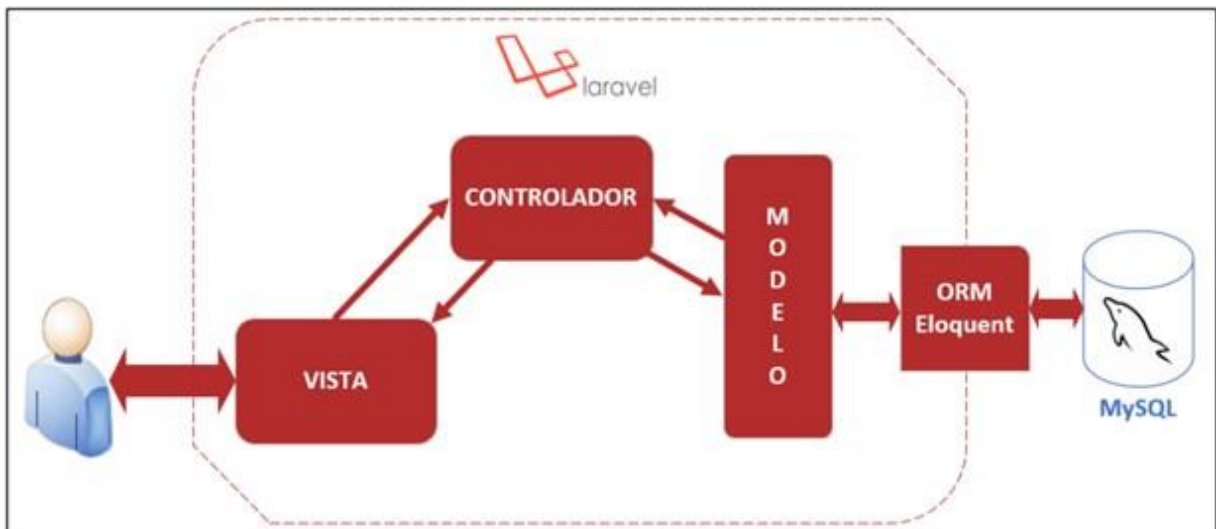 laravel
CONTROLADOR
M
O
D
E
L
O
ORM
Eloquent
VISTA
MySQL